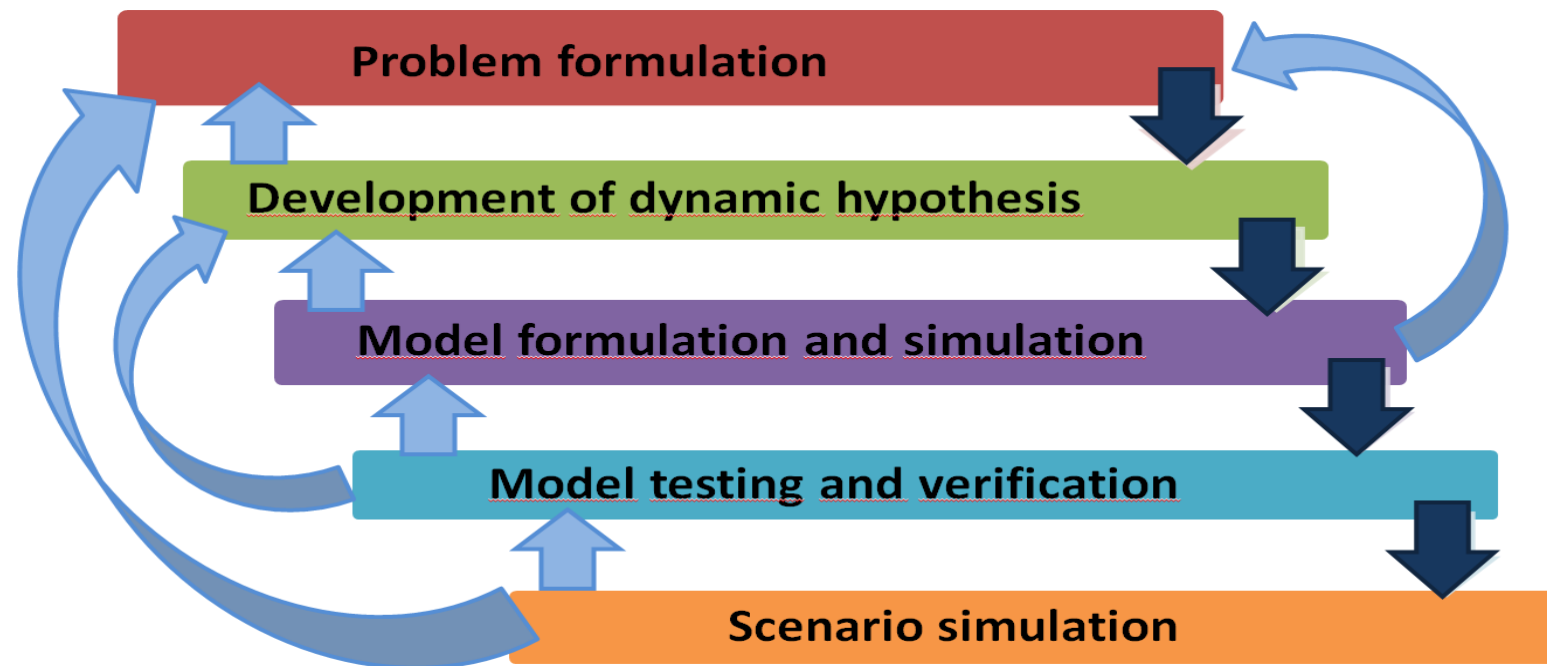 Problem formulation
Development of dynamic hypothesis
Model formulation and simulation
Model testing and verification
Scenario simulation